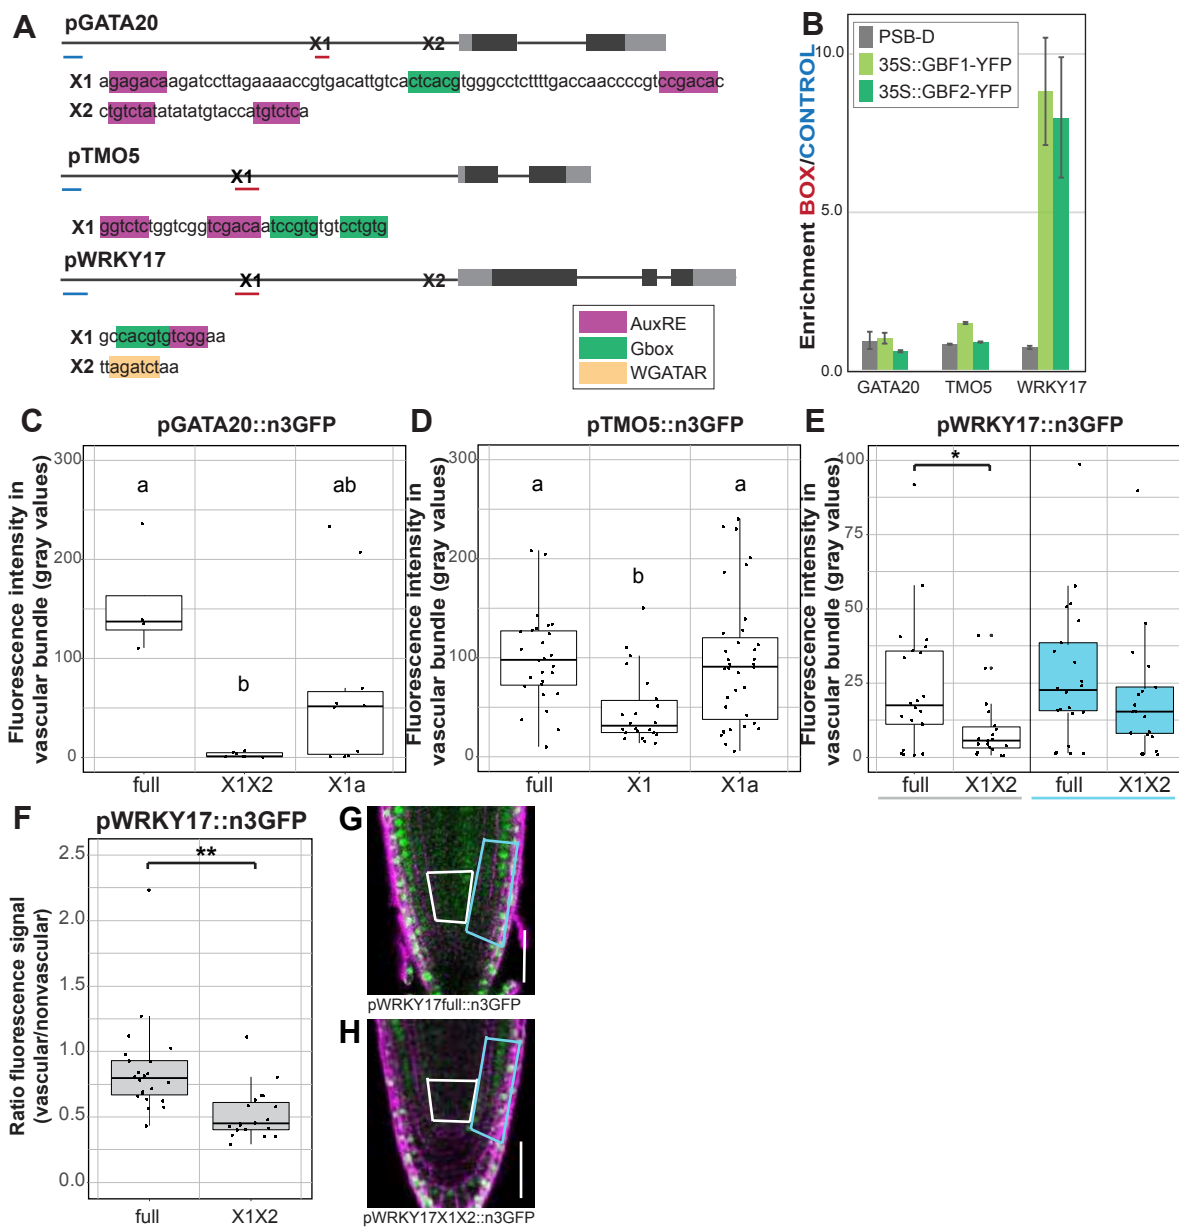 A
pGATA20
X1
X2
X1 agagacaagatccttagaaaaccgtgacattgtcactcacgtgggcctcttttgaccaaccccgtccgacac
X2 ctgtctatatatatgtaccatgtctca
pTMO5
X1
X1 ggtctctggtcggtcgacaatccgtggtgtcctgtg
pWRKY17
X1
X2
X1 gccacgtgtcggaa
X2 ttagatctaa
AuxRE
Gbox
WGATAR
B
Enrichment BOX/CONTROL
PSB-D
35S::GBF1-YFP
35S::GBF2-YFP
10.0
5.0
0.0
GATA20 TMO5 WRKY17
C
pGATA20::n3GFP
Fluorescence intensity in
vascular bundle (gray values)
300
200
100
0
a
b
ab
full X1X2 X1a
D
pTMO5::n3GFP
Fluorescence intensity in
vascular bundle (gray values)
300
200
100
0
a
b
a
full X1 X1a
E
pWRKY17::n3GFP
Fluorescence intensity in
vascular bundle (gray values)
100
75
50
25
0
*
full X1X2 full X1X2
F
pWRKY17::n3GFP
Ratio fluorescence signal
(vascular/nonvascular)
2.5
2.0
1.5
1.0
0.5
0.0
**
full X1X2
G
pWRKY17full::n3GFP
H
pWRKY17X1X2::n3GFP